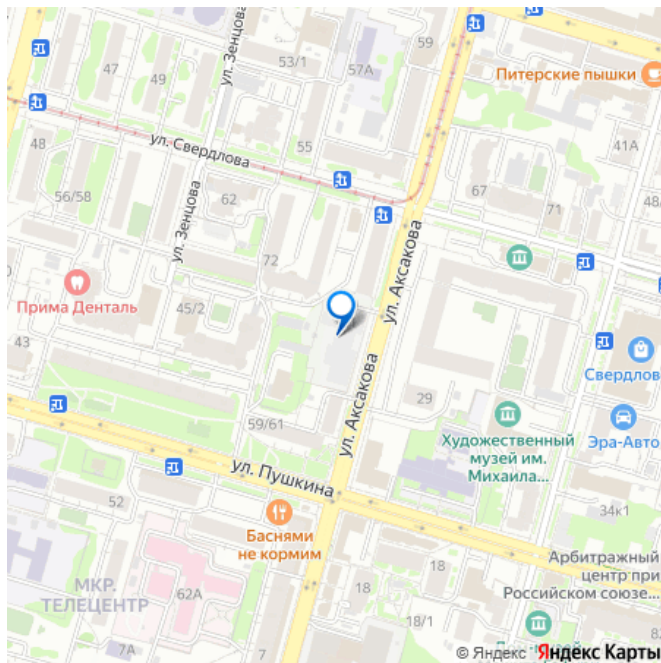 59
53/1
57А
47
49
ул. Зенцова
Питерские пышки
48
ул. Свердлова
55
41А
56/58
62
67
71
48/
ул. Зенцова
72
Прима Денталь
45/2
ул. Аксакова
43
Свердлов
29
ул. Аксакова
59/61
Художественный
музей им.
Михаила...
Эра-Авто
ул. Пушкина
52
34к1
Баснями
не кормим
Арбитражный
центр при
Российском союзе...
МКР.
ТЕЛЕЦЕНТР
62А
18
18
18/1
7А
7
© Яндекс Яндекс Карты